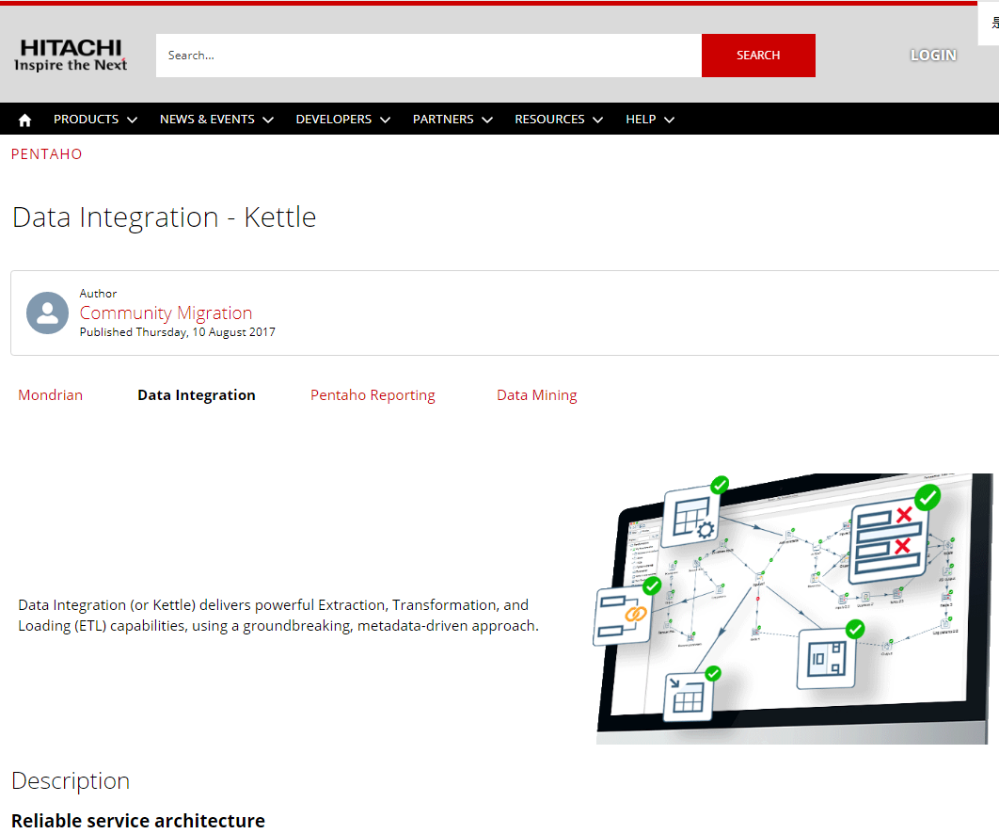 HITACHI
Inspire the Next
Search...
SEARCH
LOGIN
PRODUCTS
NEWS & EVENTS
DEVELOPERS
PARTNERS
RESOURCES
HELP
PENTAHO
Data Integration - Kettle
Author
Community Migration
Published Thursday, 10 August 2017
Mondrian
Data Integration
Pentaho Reporting
Data Mining
Data Integration (or Kettle) delivers powerful Extraction, Transformation, and
Loading (ETL) capabilities, using a groundbreaking, metadata-driven approach.
Description
Reliable service architecture